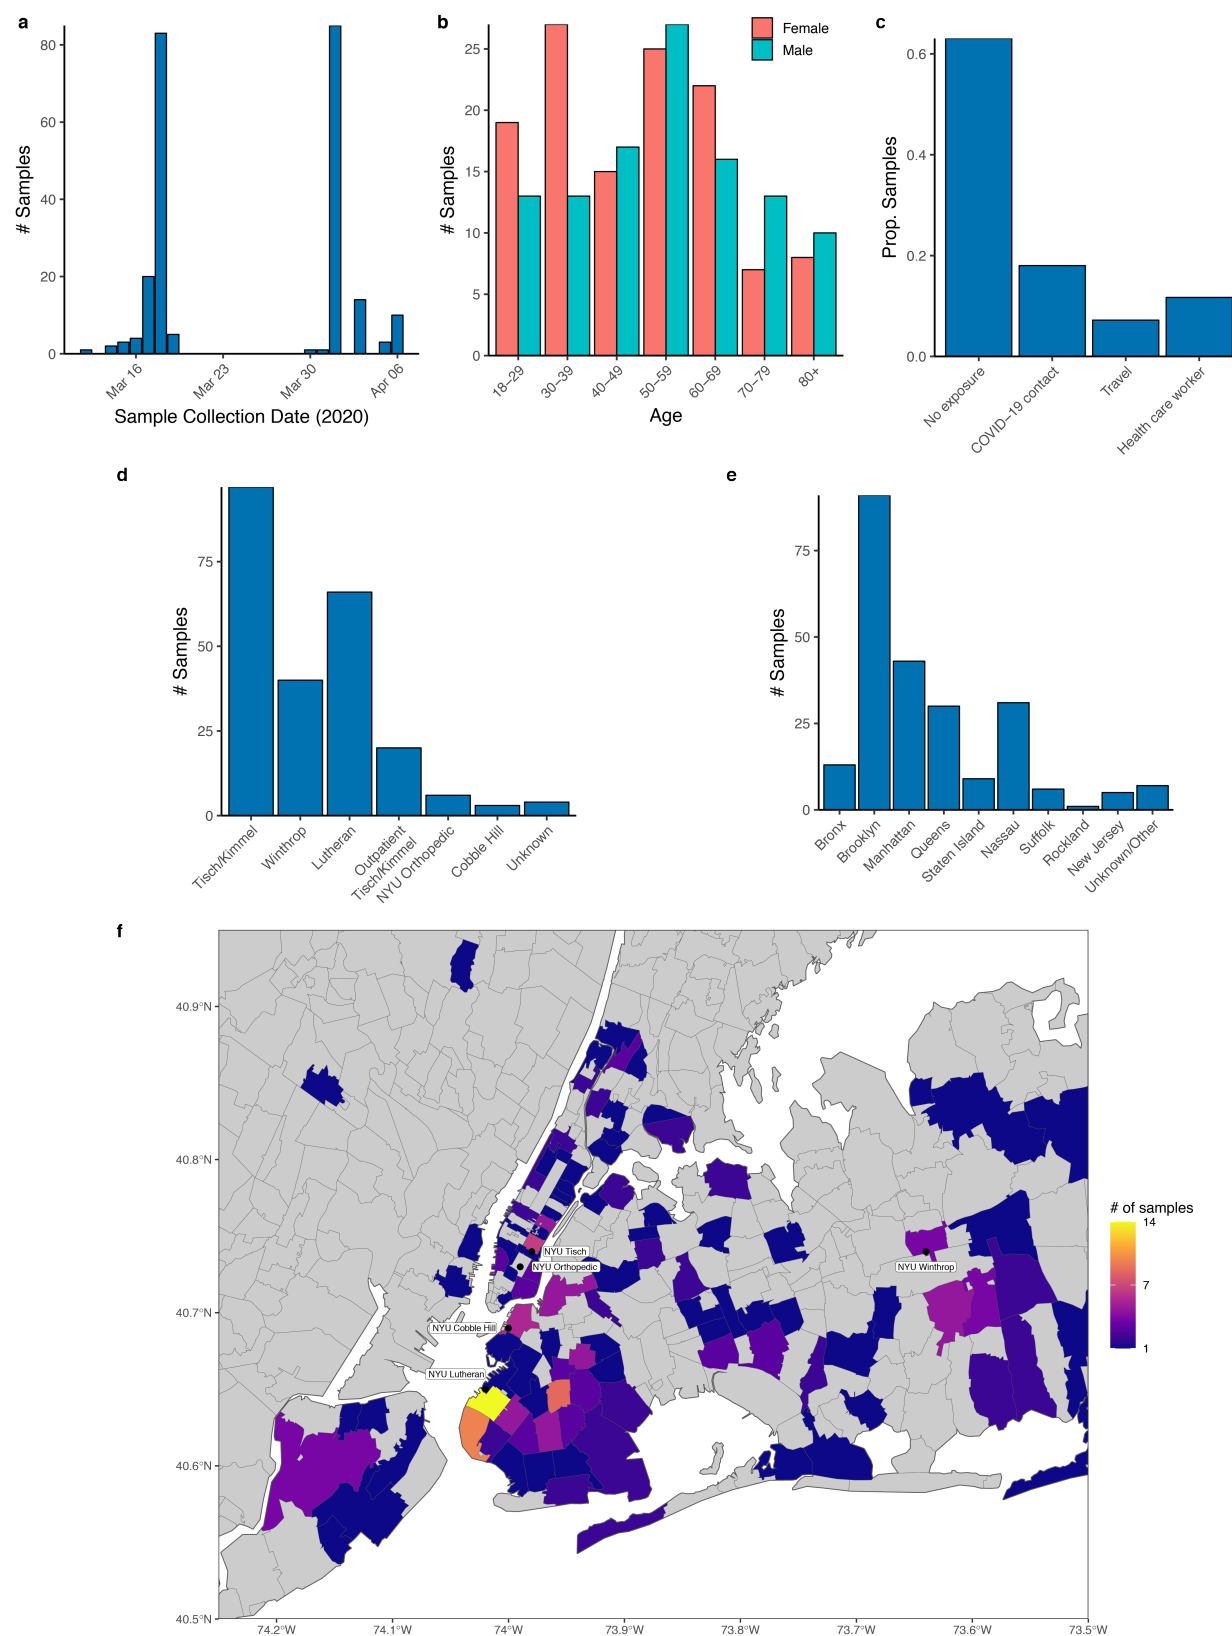 a
80
60
40
20
0
# Samples
Mar 16
Mar 23
Mar 30
Apr 06
Sample Collection Date (2020)
b
25
20
15
10
5
0
# Samples
Female
Male
18–29
30–39
40–49
50–59
60–69
70–79
80+
Age
c
0.6
0.4
0.2
0.0
Prop. Samples
No exposure
COVID–19 contact
Travel
Health care worker
d
75
50
25
0
# Samples
Tisch/Kimmel
Winthrop
Lutheran
Outpatient
Tisch/Kimmel
NYU Orthopedic
Cobble Hill
Unknown
e
75
50
25
0
# Samples
Bronx
Brooklyn
Manhattan
Queens
Staten Island
Nassau
Suffolk
Rockland
New Jersey
Unknown/Other
f
40.9°N
40.8°N
40.7°N
40.6°N
40.5°N
NYU Tisch
NYU Orthopedic
NYU Winthrop
NYU Cobble Hill
NYU Lutheran
# of samples
14
7
1
74.2°W
74.1°W
74°W
73.9°W
73.8°W
73.7°W
73.6°W
73.5°W